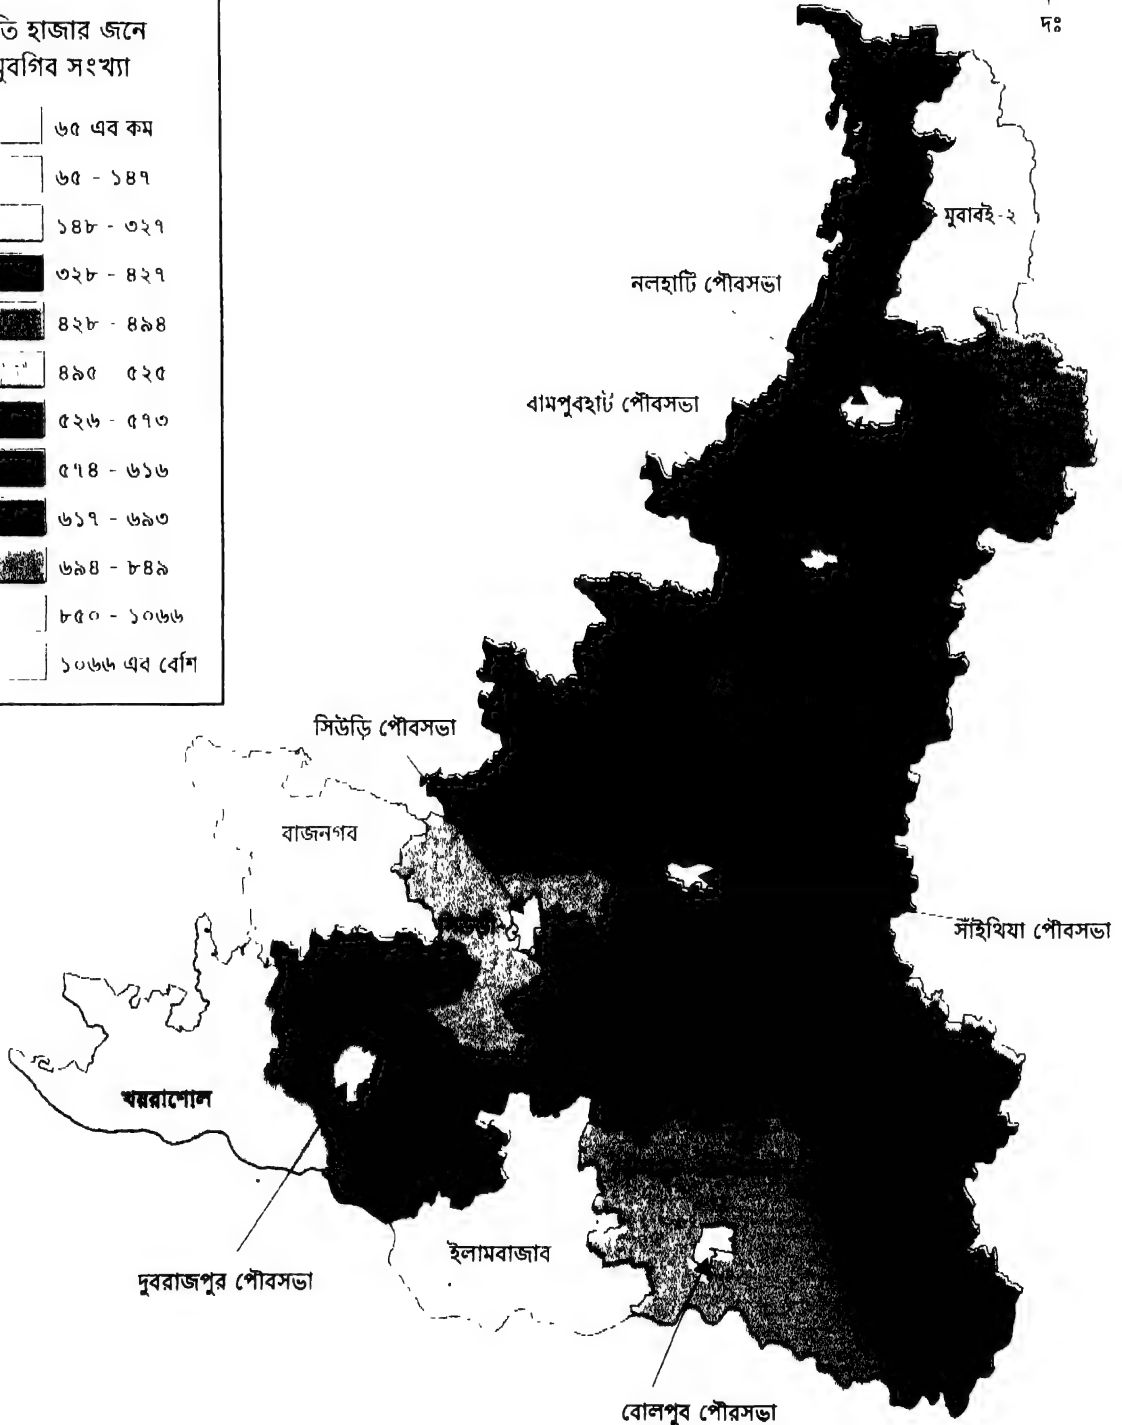 তি হাজার জনে
মুবগিব সংখ্যা
৬৫ এব কম
৬৫ - ১৪৭
১৪৮ - ৩২৭
৩২৮ - ৪২৭
৪২৮ - ৪৯৪
৪৯৫ ৫২৫
৫২৬ - ৫৭৩
৫৭৪ - ৬১৬
৬১৭ - ৬৯৩
৬৯৪ - ৮৪৯
৮৫০ - ১০৬৬
১০৬৬ এব বেশি
দঃ
মুবাবই - ২
নলহাটি পৌবসভা
বামপুবহাট পৌবসভা
সিউড়ি পৌবসভা
বাজনগব
সাঁইথিযা পৌবসভা
খয়রাশোল
ইলামবাজাব
দুবরাজপুর পৌবসভা
বোলপুব পৌরসভা